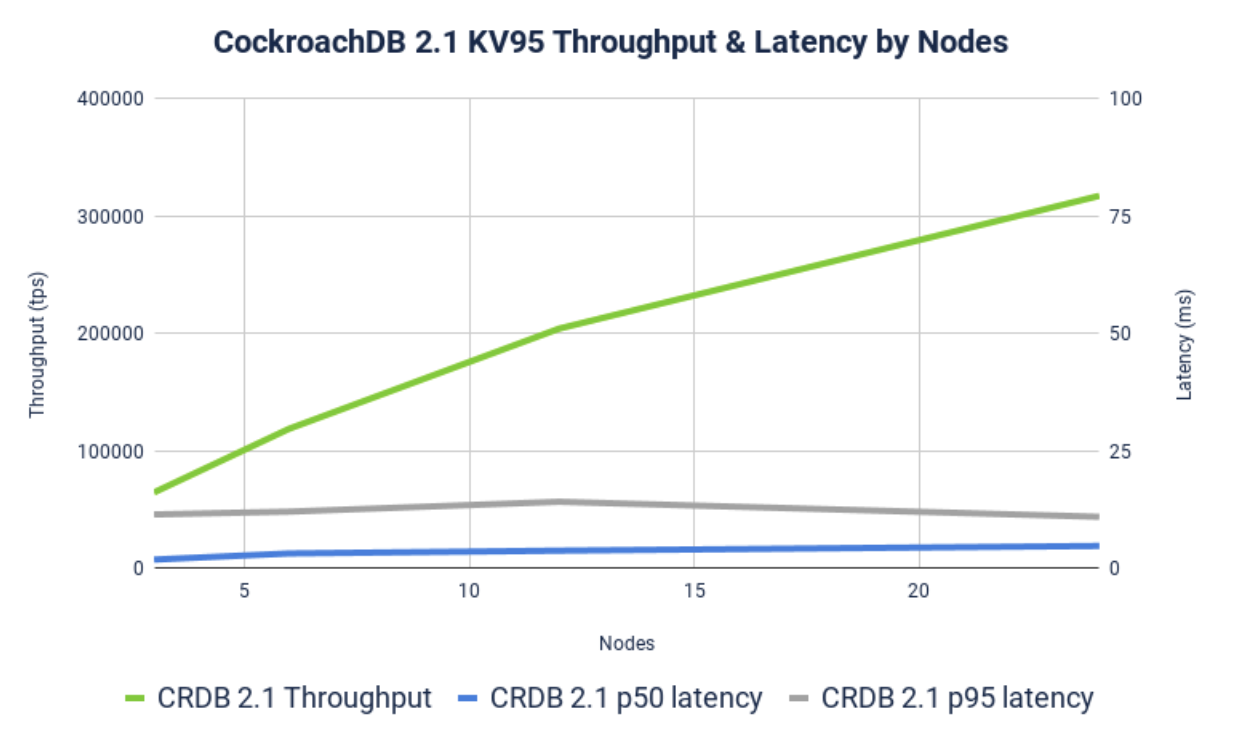 CockroachDB 2.1 KV95 Throughput & Latency by Nodes
400000
300000
200000
100000
0
Throughput (tps)
100
75
50
25
0
Latency (ms)
5 10 15 20
Nodes
CRDB 2.1 Throughput CRDB 2.1 p50 latency CRDB 2.1 p95 latency